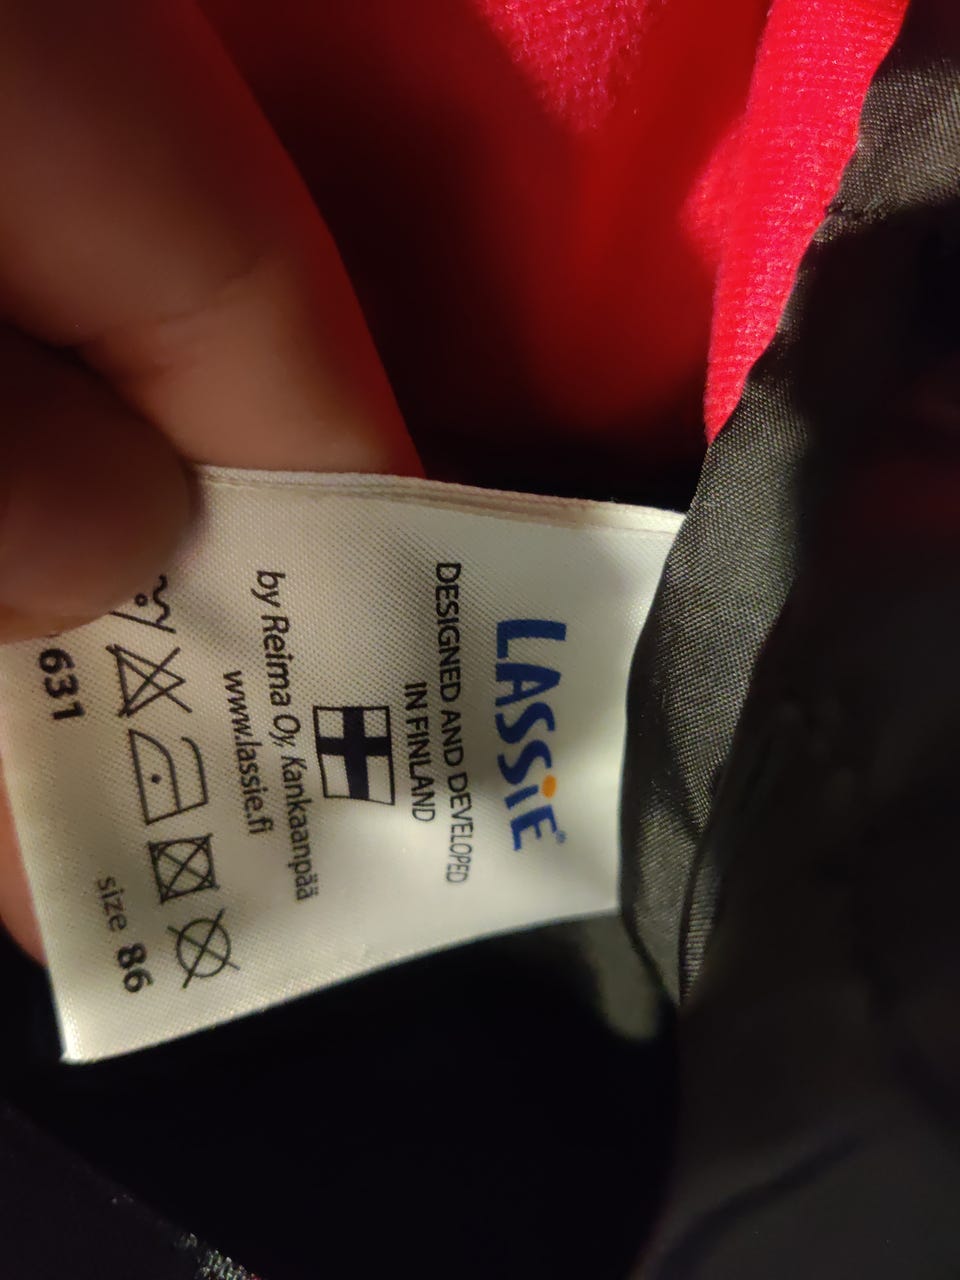 LASSiE®
DESIGNED AND DEVELOPED
IN FINLAND
by Reima Oy, Kankaanpää
www.lassie.fi
size 86
631